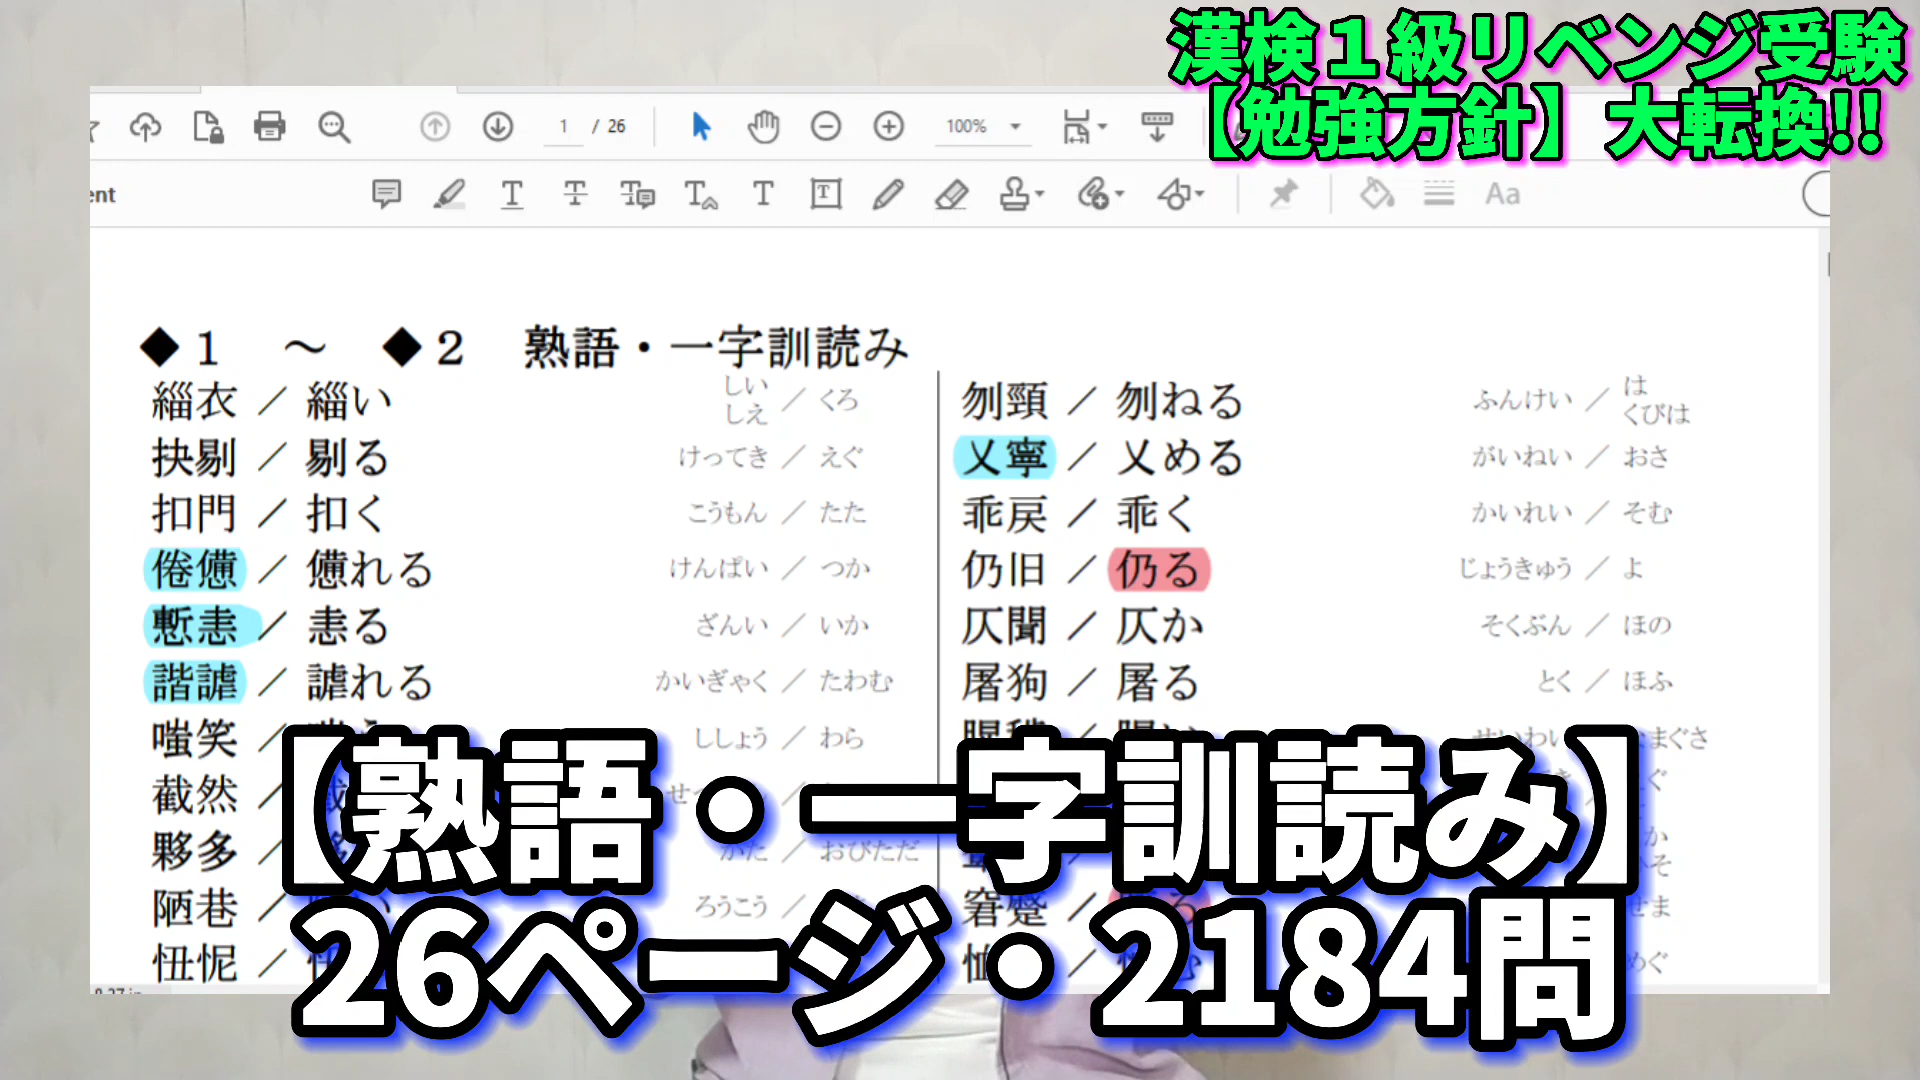 漢検１級リベンジ受験
【勉強方針】大転換!!
1 / 26
100%
ent
Aa
◆１　～　◆２　熟語・一字訓読み
緇衣 ／ 緇い　しい しえ ／ くろ
抉剔 ／ 剔る　けってき ／ えぐ
扣門 ／ 扣く　こうもん ／ たた
倦憊 ／ 憊れる　けんぱい ／ つか
慙恚 ／ 恚る　ざんい ／ いか
諧謔 ／ 謔れる　かいぎゃく ／ たわむ
嗤笑 ／　ししょう ／ わら
截然 ／
夥多 ／　かた ／ おびただ
陋巷 ／　ろうこう ／
忸怩 ／
刎頸 ／ 刎ねる　ふんけい ／ は くびは
乂寧 ／ 乂める　がいねい ／ おさ
乖戻 ／ 乖く　かいれい ／ そむ
仍旧 ／ 仍る　じょうきゅう ／ よ
仄聞 ／ 仄か　そくぶん ／ ほの
屠狗 ／ 屠る　とく ／ ほふ
【熟語・一字訓読み】
26ページ・2184問